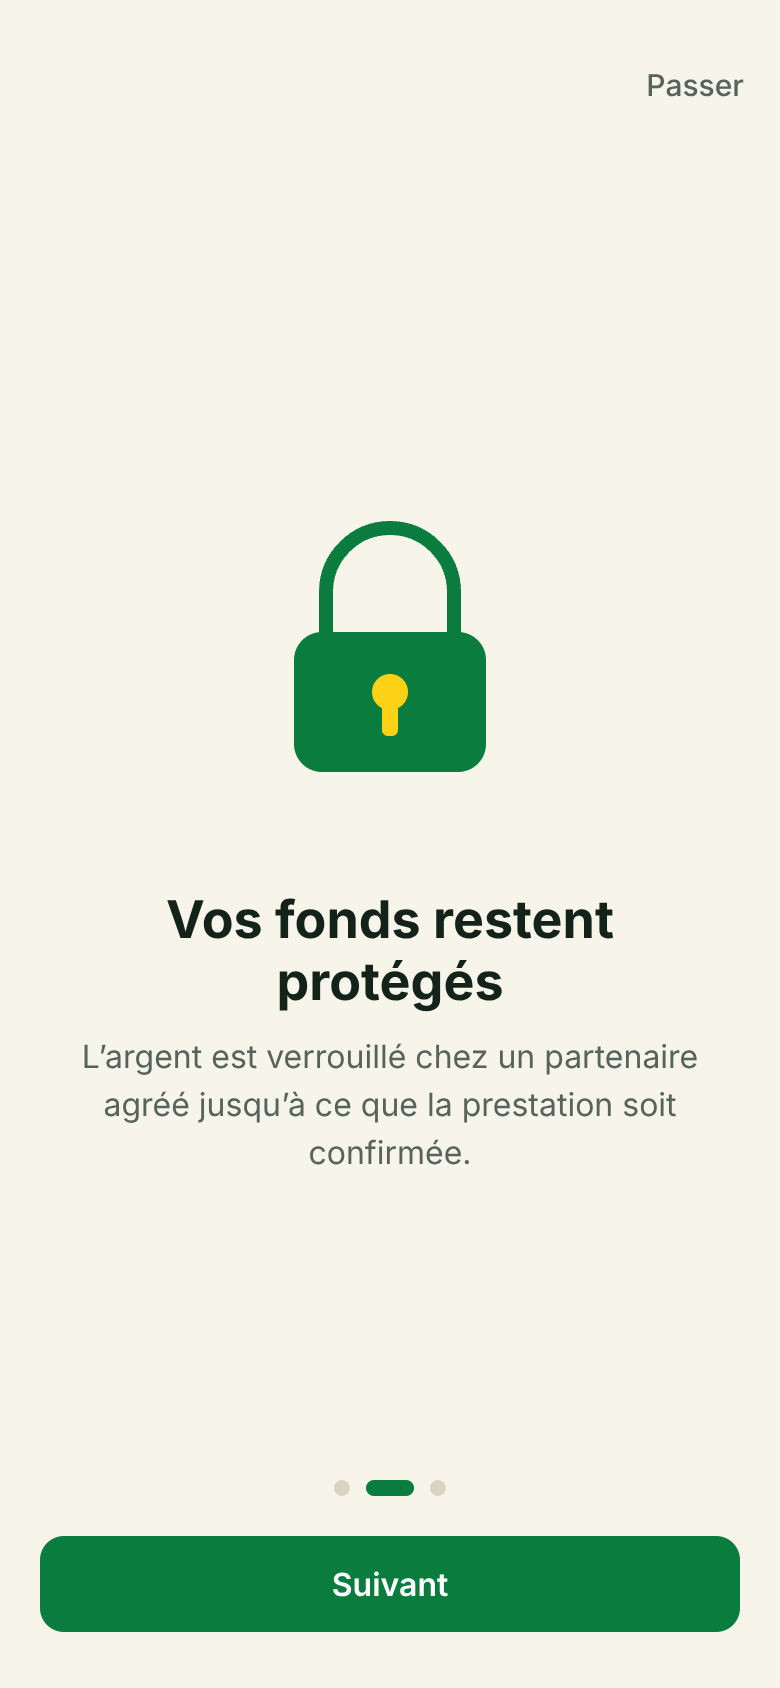 Passer
Vos fonds restent
protégés
L’argent est verrouillé chez un partenaire
agréé jusqu’à ce que la prestation soit
confirmée.
Suivant